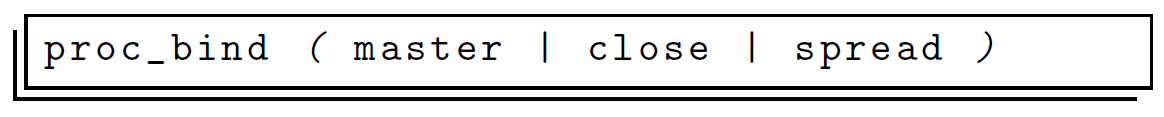 proc_bind ( master | close | spread )